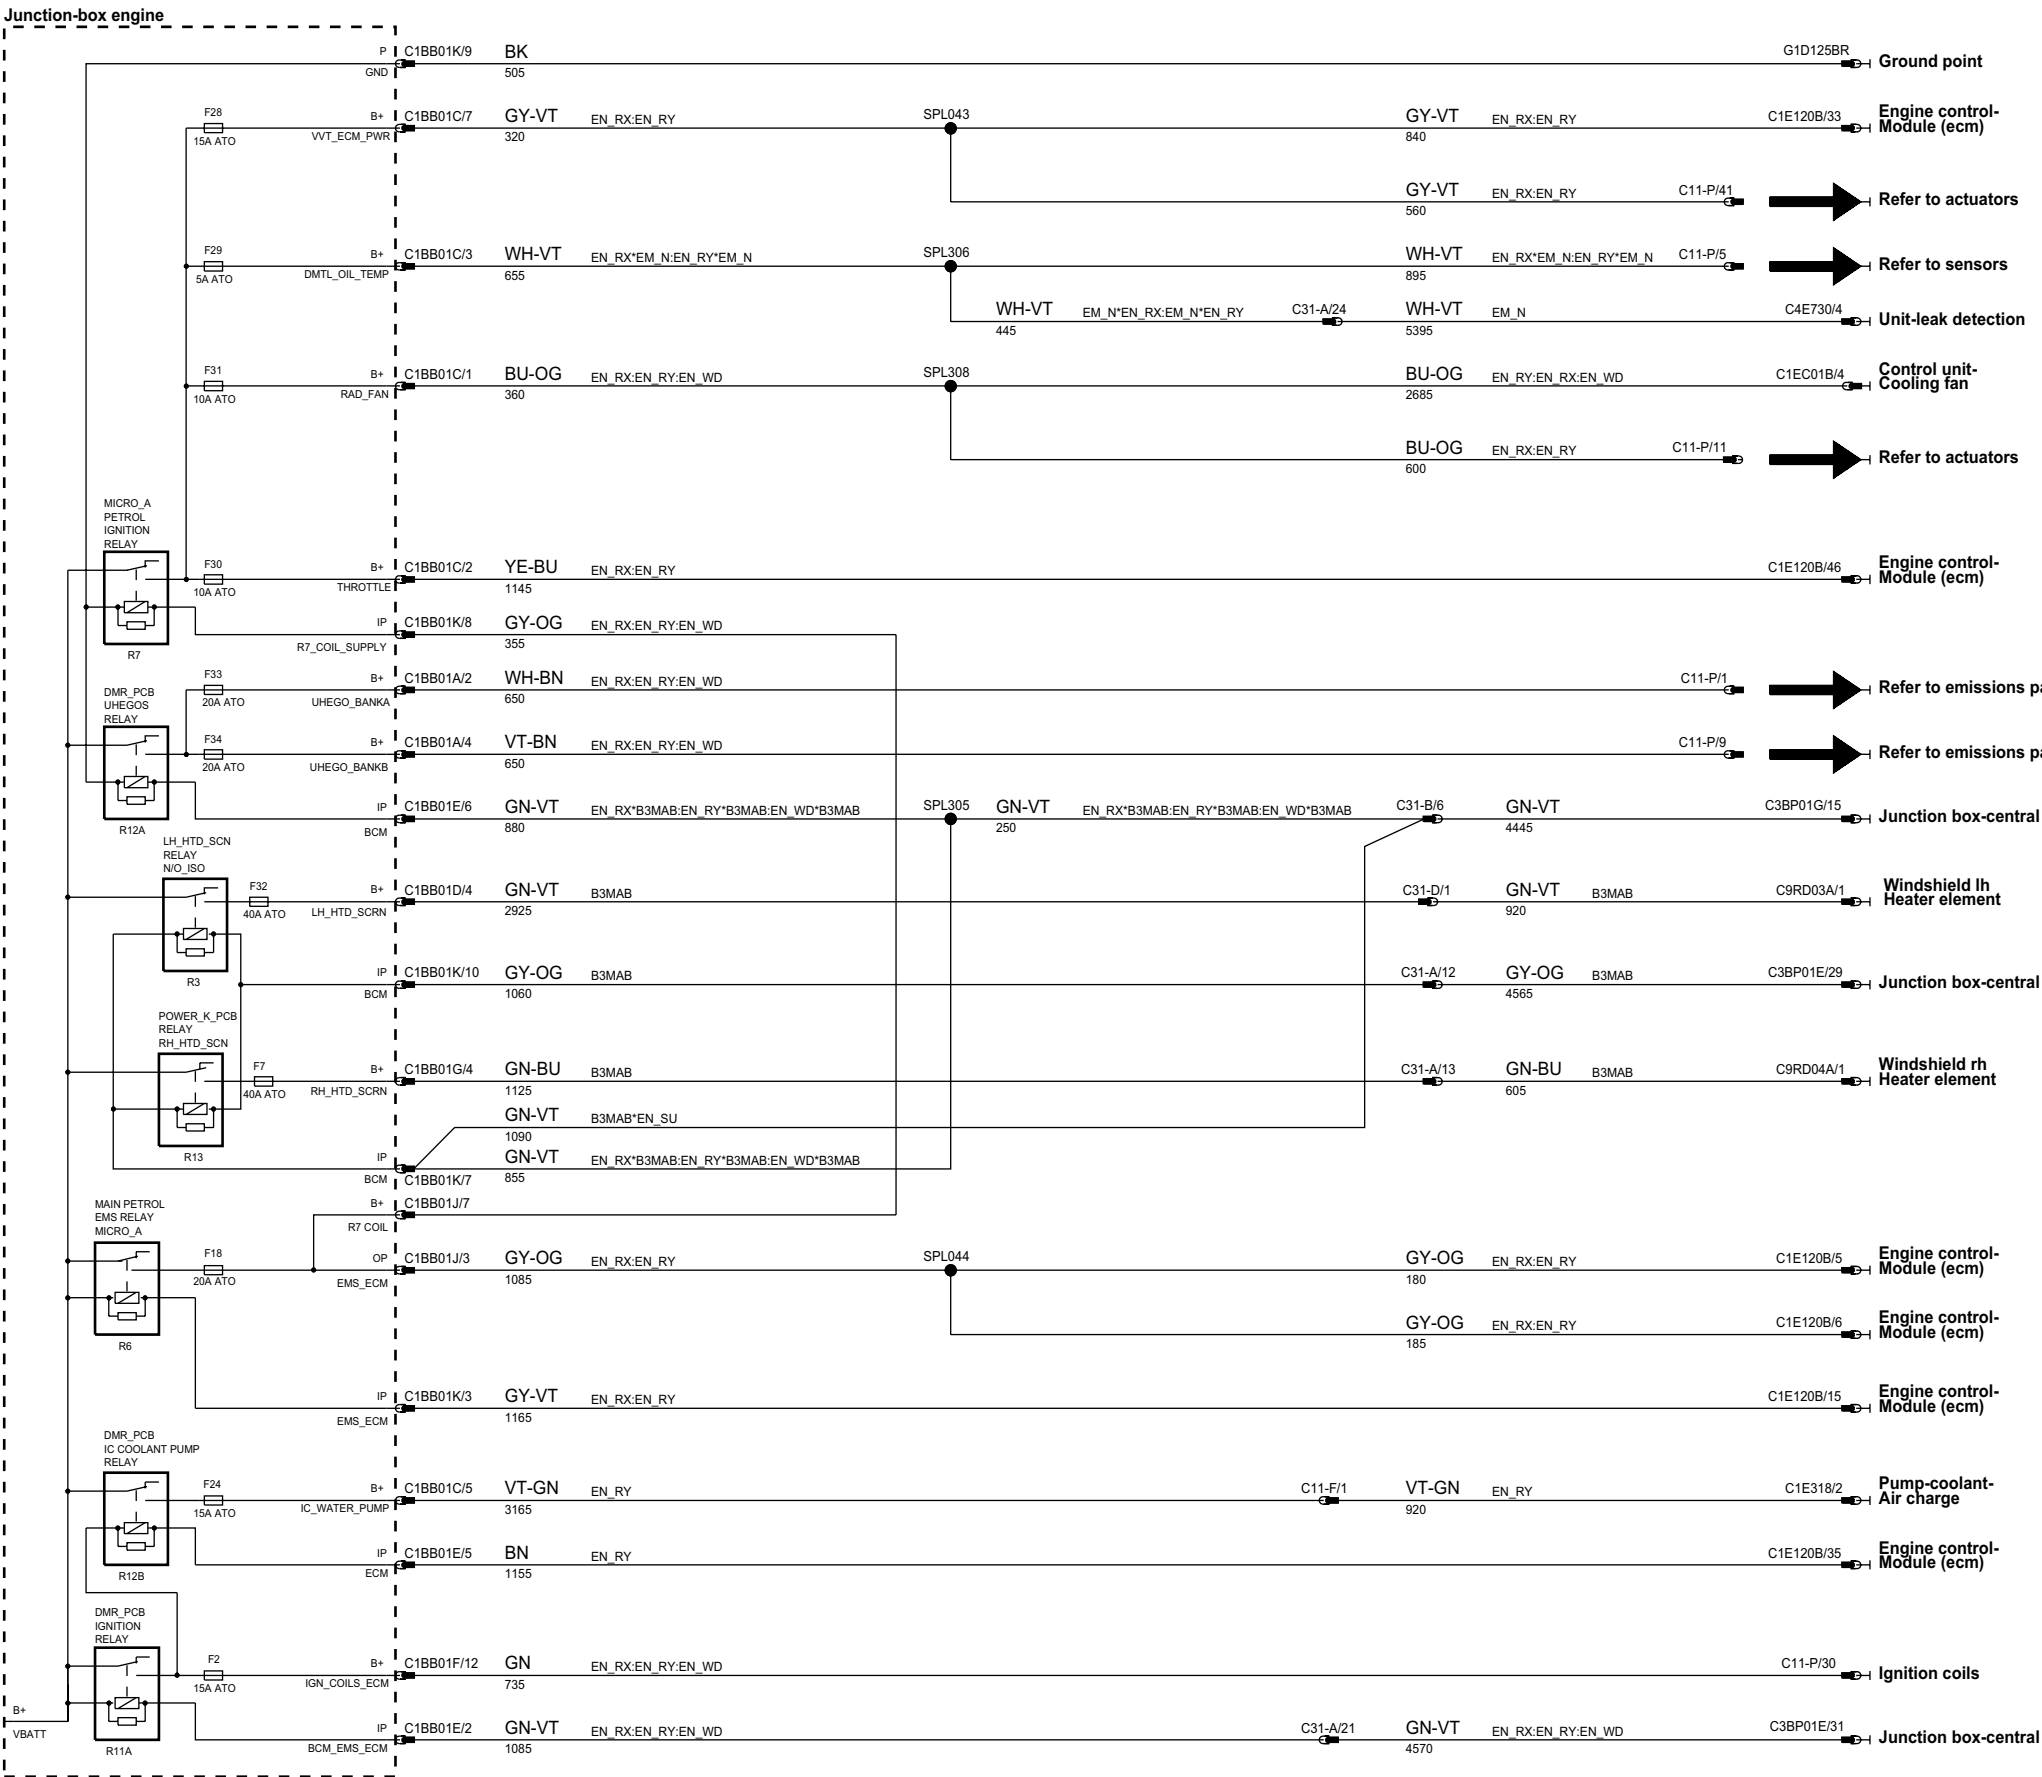 Junction-box engine
P C1BB01K/9 BK G1D125BR
GND 505 Ground point
F28 B+ C1BB01C/7 GY-VT EN_RX:EN_RY SPL043 GY-VT EN_RX:EN_RY C1E120B/33 Engine control-
15A ATO VVT_ECM_PWR 320 840 Module (ecm)
GY-VT EN_RX:EN_RY C11-P/41 Refer to actuators
560
F29 B+ C1BB01C/3 WH-VT EN_RX*EM_N:EN_RY*EM_N SPL306 WH-VT EN_RX*EM_N:EN_RY*EM_N C11-P/5 Refer to sensors
5A ATO DMTL_OIL_TEMP 655 895
WH-VT EM_N*EN_RX:EM_N*EN_RY C31-A/24 WH-VT EM_N C4E730/4 Unit-leak detection
445 5395
F31 B+ C1BB01C/1 BU-OG EN_RX:EN_RY:EN_WD SPL308 BU-OG EN_RY:EN_RX:EN_WD C1EC01B/4 Control unit-
10A ATO RAD_FAN 360 2685 Cooling fan
BU-OG EN_RX:EN_RY C11-P/11 Refer to actuators
600
MICRO_A
PETROL
IGNITION
RELAY
F30 B+ C1BB01C/2 YE-BU EN_RX:EN_RY C1E120B/46 Engine control-
10A ATO THROTTLE 1145 Module (ecm)
IP C1BB01K/8 GY-OG EN_RX:EN_RY:EN_WD
R7 R7_COIL_SUPPLY 355
F33 B+ C1BB01A/2 WH-BN EN_RX:EN_RY:EN_WD C11-P/1 Refer to emissions pa
20A ATO UHEGO_BANKA 650
DMR_PCB
UHEGOS
RELAY
F34 B+ C1BB01A/4 VT-BN EN_RX:EN_RY:EN_WD C11-P/9 Refer to emissions pa
20A ATO UHEGO_BANKB 650
IP C1BB01E/6 GN-VT EN_RX*B3MAB:EN_RY*B3MAB:EN_WD*B3MAB SPL305 GN-VT EN_RX*B3MAB:EN_RY*B3MAB:EN_WD*B3MAB C31-B/6 GN-VT C3BP01G/15 Junction box-central
R12A BCM 880 250 4445
LH_HTD_SCN
RELAY
N/O_ISO
F32 B+ C1BB01D/4 GN-VT B3MAB C31-D/1 GN-VT B3MAB C9RD03A/1 Windshield lh
40A ATO LH_HTD_SCRN 2925 920 Heater element
R3 IP C1BB01K/10 GY-OG B3MAB C31-A/12 GY-OG B3MAB C3BP01E/29 Junction box-central
BCM 1060 4565
POWER_K_PCB
RELAY
RH_HTD_SCN
F7 B+ C1BB01G/4 GN-BU B3MAB C31-A/13 GN-BU B3MAB C9RD04A/1 Windshield rh
40A ATO RH_HTD_SCRN 1125 605 Heater element
GN-VT B3MAB*EN_SU
1090
R13 IP GN-VT EN_RX*B3MAB:EN_RY*B3MAB:EN_WD*B3MAB
BCM C1BB01K/7 855
B+ C1BB01J/7
R7 COIL
MAIN PETROL
EMS RELAY
MICRO_A
F18 OP C1BB01J/3 GY-OG EN_RX:EN_RY SPL044 GY-OG EN_RX:EN_RY C1E120B/5 Engine control-
20A ATO EMS_ECM 1085 180 Module (ecm)
GY-OG EN_RX:EN_RY C1E120B/6 Engine control-
R6 185 Module (ecm)
IP C1BB01K/3 GY-VT EN_RX:EN_RY C1E120B/15 Engine control-
EMS_ECM 1165 Module (ecm)
DMR_PCB
IC COOLANT PUMP
RELAY
F24 B+ C1BB01C/5 VT-GN EN_RY C11-F/1 VT-GN EN_RY C1E318/2 Pump-coolant-
15A ATO IC_WATER_PUMP 3165 920 Air charge
IP C1BB01E/5 BN EN_RY C1E120B/35 Engine control-
R12B ECM 1155 Module (ecm)
DMR_PCB
IGNITION
RELAY
F2 B+ C1BB01F/12 GN EN_RX:EN_RY:EN_WD C11-P/30 Ignition coils
15A ATO IGN_COILS_ECM 735
B+
VBATT
IP C1BB01E/2 GN-VT EN_RX:EN_RY:EN_WD C31-A/21 GN-VT EN_RX:EN_RY:EN_WD C3BP01E/31 Junction box-central
R11A BCM_EMS_ECM 1085 4570